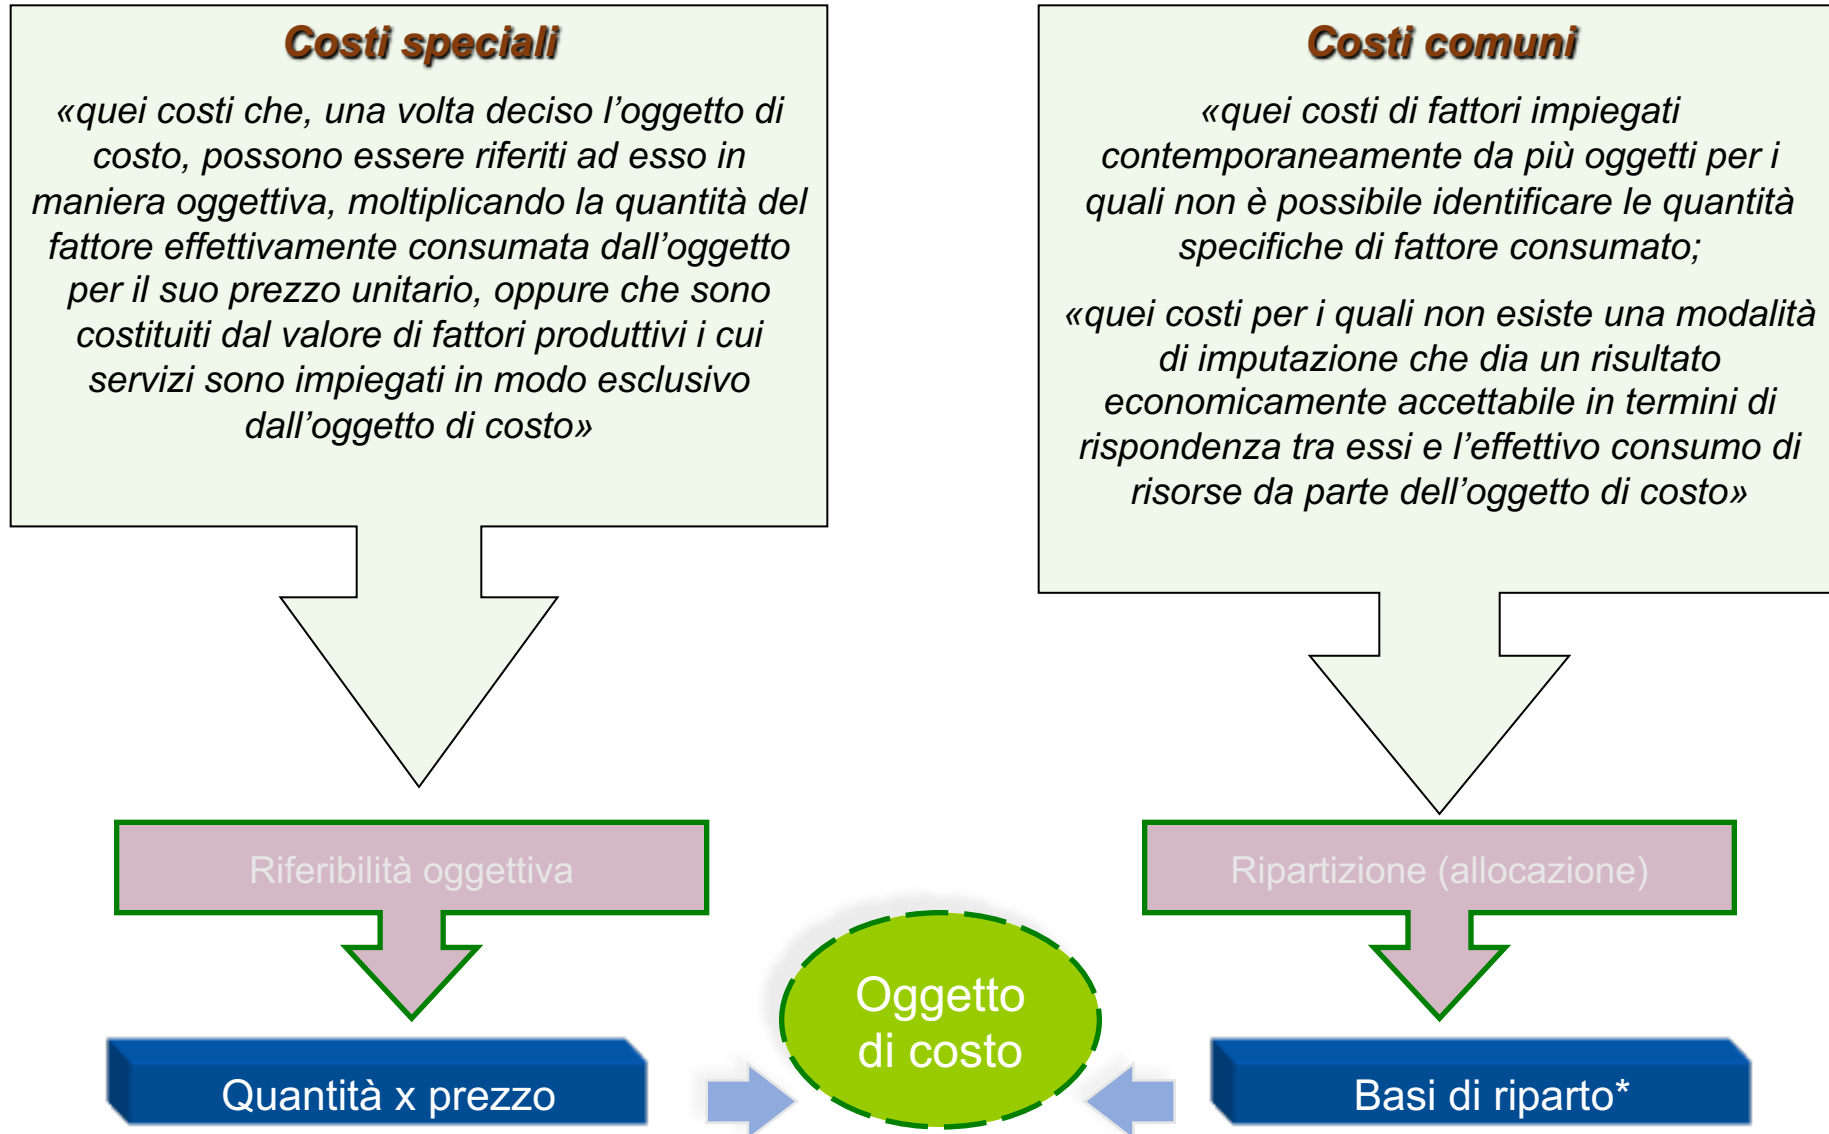 Costi speciali
«quei costi che, una volta deciso l’oggetto di
costo, possono essere riferiti ad esso in
maniera oggettiva, moltiplicando la quantità del
fattore effettivamente consumata dall’oggetto
per il suo prezzo unitario, oppure che sono
costituiti dal valore di fattori produttivi i cui
servizi sono impiegati in modo esclusivo
dall’oggetto di costo»
Costi comuni
«quei costi di fattori impiegati
contemporaneamente da più oggetti per i
quali non è possibile identificare le quantità
specifiche di fattore consumato;
«quei costi per i quali non esiste una modalità
di imputazione che dia un risultato
economicamente accettabile in termini di
rispondenza tra essi e l’effettivo consumo di
risorse da parte dell’oggetto di costo»
Riferibilità oggettiva
Ripartizione (allocazione)
Oggetto
di costo
Quantità x prezzo
Basi di riparto*